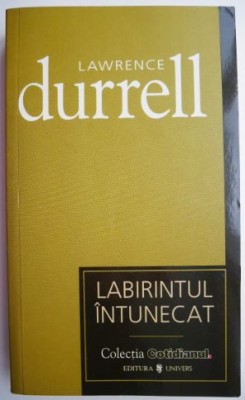 LAWRENCE
durrell
LABIRINTUL
ÎNTUNECAT
Colecția Cotidianul.
EDITURA UNIVERS